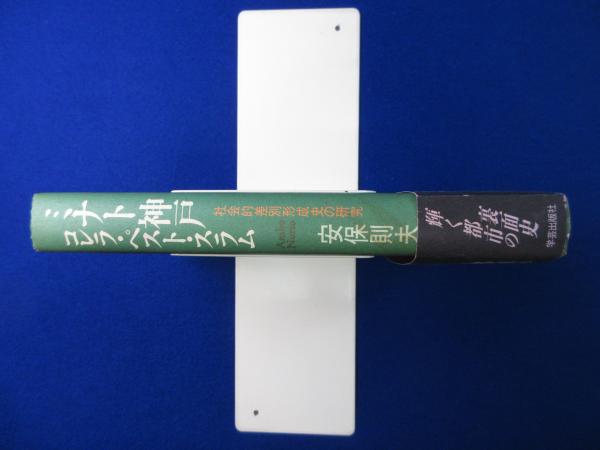 ミナト神戸
コレラ・ペスト・スラム
社会的差別形成史の研究
安保則夫
Ampo
Norio
輝く都市の
裏面史
学芸出版社